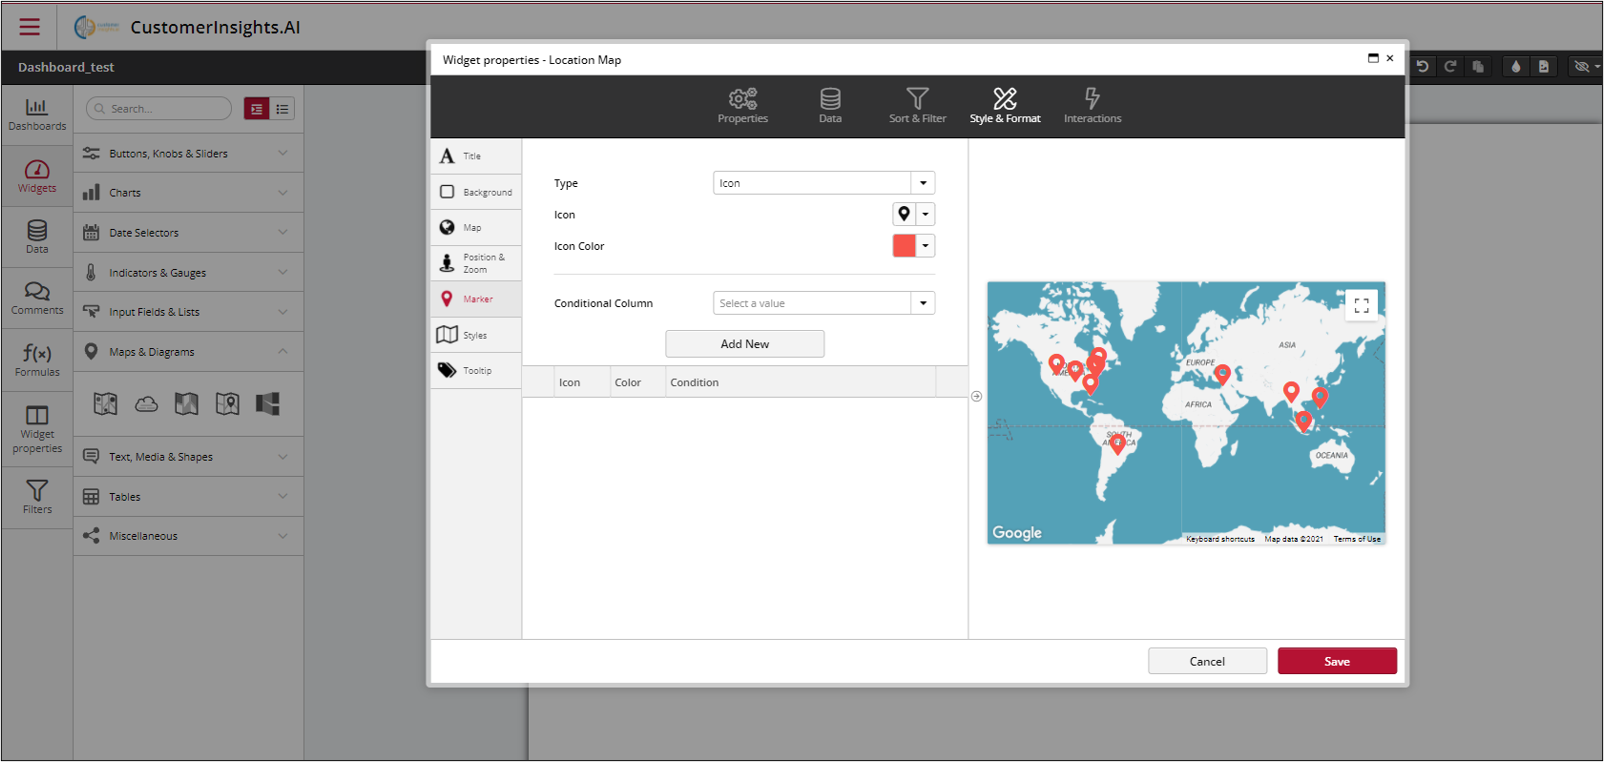 CustomerInsights.AI
Dashboard_test
Dashboards
Widgets
Data
Comments
Formulas
Widget
properties
Filters
Search...
Buttons, Knobs & Sliders
Charts
Date Selectors
Indicators & Gauges
Input Fields & Lists
Maps & Diagrams
Text, Media & Shapes
Tables
Miscellaneous
Widget properties - Location Map
Properties
Data
Sort & Filter
Style & Format
Interactions
Title
Background
Map
Position &
Zoom
Marker
Styles
Tooltip
Type
Icon
Icon
Icon Color
Conditional Column
Select a value
Add New
Icon
Color
Condition
ASIA
EUROPE
AFRICA
SOUTH
OCEANIA
Google
Keyboard shortcuts
Map data ©2021
Terms of Use
Cancel
Save